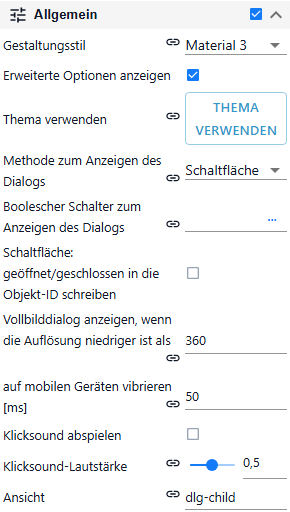 Allgemein
Gestaltungsstil Material 3
Erweiterte Optionen anzeigen
Thema verwenden THEMA
VERWENDEN
Methode zum Anzeigen des
Dialogs Schaltfläche
Boolescher Schalter zum
Anzeigen des Dialogs ...
Schaltfläche:
geöffnet/geschlossen in die
Objekt-ID schreiben
Vollbilddialog anzeigen, wenn
die Auflösung niedriger ist als 360
auf mobilen Geräten vibrieren
[ms] 50
Klicksound abspielen
Klicksound-Lautstärke 0,5
Ansicht dlg-child